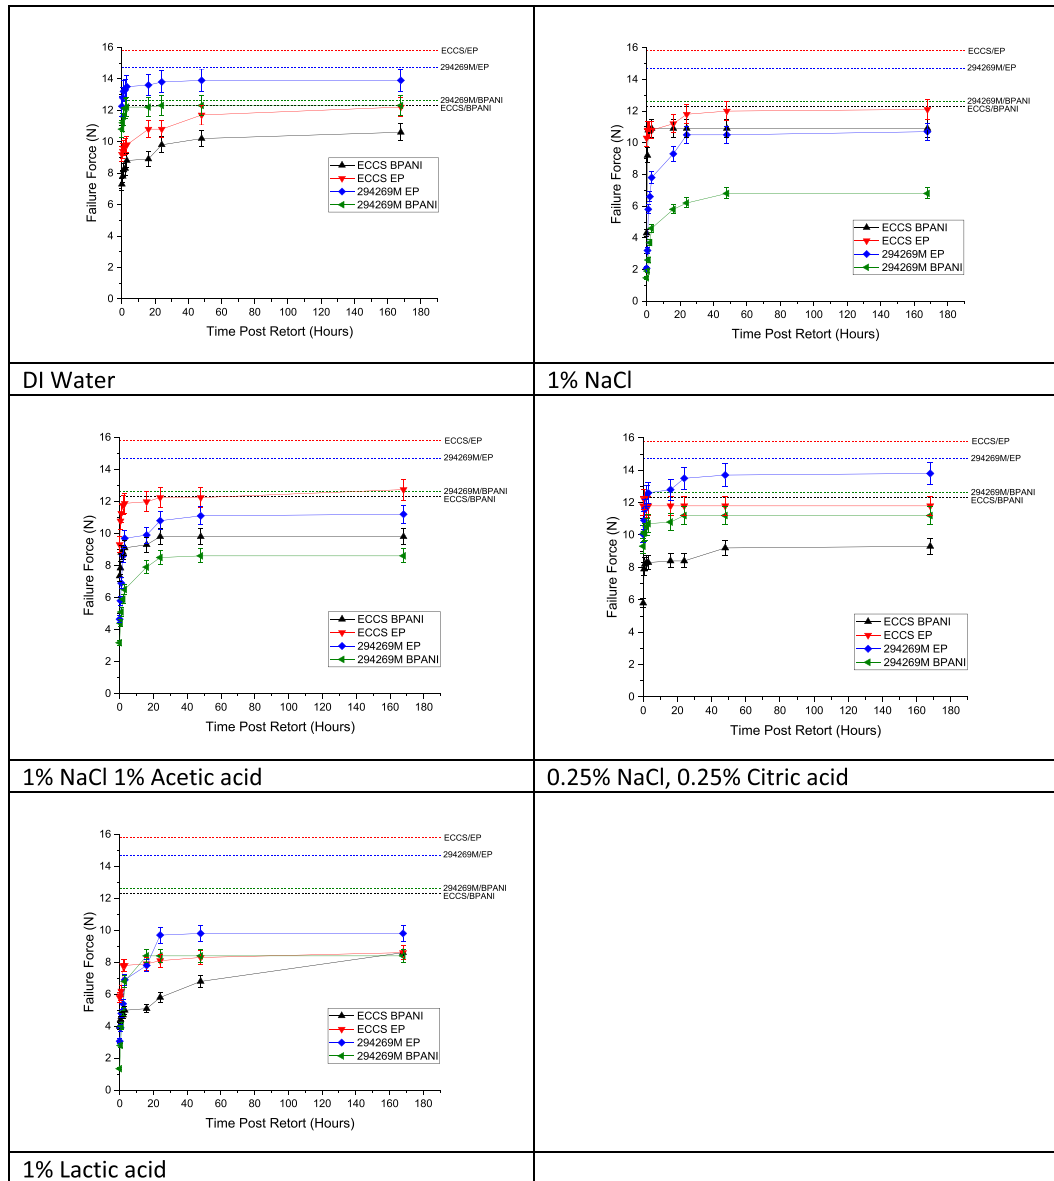 16
14
12
10
8
6
4
2
0
Failure Force (N)
ECCS/EP
294269M/EP
294269M/BPANI
ECCS/BPANI
ECCS BPANI
ECCS EP
294269M EP
294269M BPANI
0 20 40 60 80 100 120 140 160 180
Time Post Retort (Hours)
DI Water
16
14
12
10
8
6
4
2
0
Failure Force (N)
ECCS/EP
294269M/EP
294269M/BPANI
ECCS/BPANI
ECCS BPANI
ECCS EP
294269M EP
294269M BPANI
0 20 40 60 80 100 120 140 160 180
Time Post Retort (Hours)
1% NaCl
16
14
12
10
8
6
4
2
0
Failure Force (N)
ECCS/EP
294269M/EP
294269M/BPANI
ECCS/BPANI
ECCS BPANI
ECCS EP
294269M EP
294269M BPANI
0 20 40 60 80 100 120 140 160 180
Time Post Retort (Hours)
1% NaCl 1% Acetic acid
16
14
12
10
8
6
4
2
0
Failure Force (N)
ECCS/EP
294269M/EP
294269M/BPANI
ECCS/BPANI
ECCS BPANI
ECCS EP
294269M EP
294269M BPANI
0 20 40 60 80 100 120 140 160 180
Time Post Retort (Hours)
0.25% NaCl, 0.25% Citric acid
16
14
12
10
8
6
4
2
0
Failure Force (N)
ECCS/EP
294269M/EP
294269M/BPANI
ECCS/BPANI
ECCS BPANI
ECCS EP
294269M EP
294269M BPANI
0 20 40 60 80 100 120 140 160 180
Time Post Retort (Hours)
1% Lactic acid